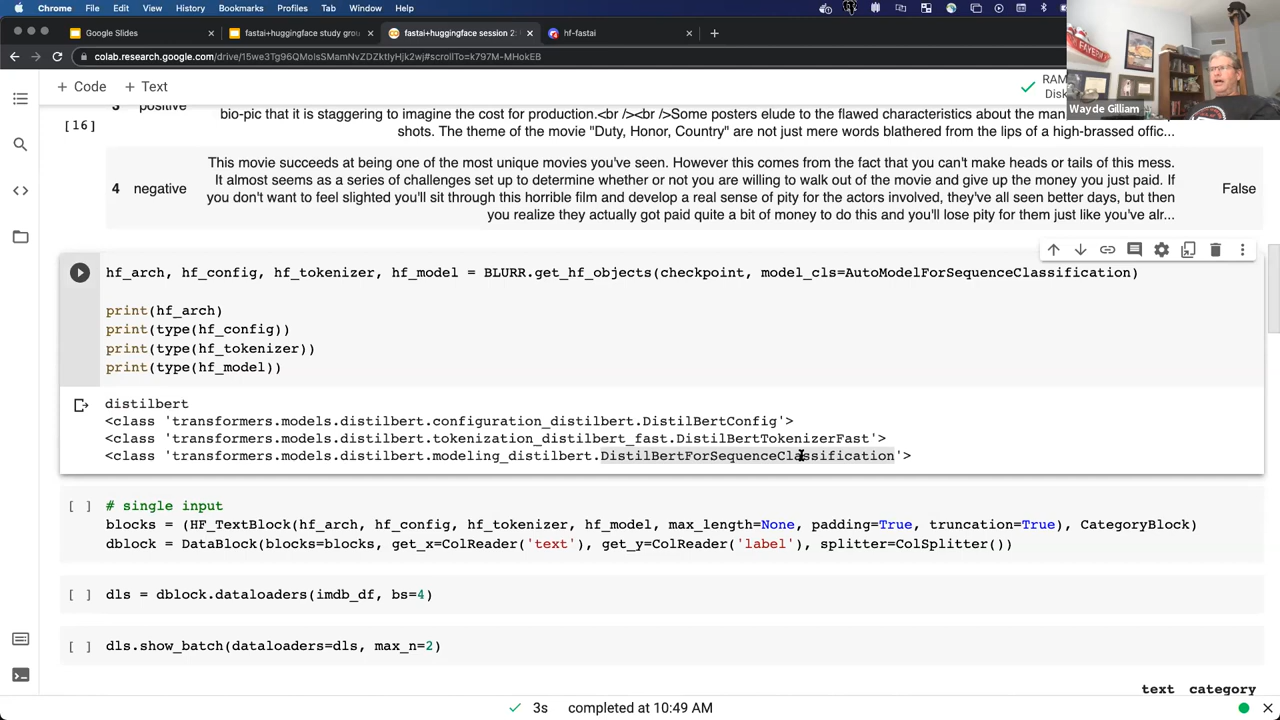 Chrome File Edit View History Bookmarks Profiles Tab Window Help
Google Slides
fastai+huggingface study grou
fastai+huggingface session 2:
hf-fastai
colab.research.google.com/drive/15we3Tg96QMolsSMamNvZDZktlyHjk2wj#scrollTo=k797M-MHokEB
+ Code + Text
RAM
Disk
Wayde Gilliam
3 positive
bio-pic that it is staggering to imagine the cost for production.<br /><br />Some posters elude to the flawed characteristics about the man
shots. The theme of the movie "Duty, Honor, Country" are not just mere words blathered from the lips of a high-brassed offic...
[16]
This movie succeeds at being one of the most unique movies you've seen. However this comes from the fact that you can't make heads or tails of this mess.
It almost seems as a series of challenges set up to determine whether or not you are willing to walk out of the movie and give up the money you just paid. If
you don't want to feel slighted you'll sit through this horrible film and develop a real sense of pity for the actors involved, they've all seen better days, but then
you realize they actually got paid quite a bit of money to do this and you'll lose pity for them just like you've alr...
4 negative
False
hf_arch, hf_config, hf_tokenizer, hf_model = BLURR.get_hf_objects(checkpoint, model_cls=AutoModelForSequenceClassification)
print(hf_arch)
print(type(hf_config))
print(type(hf_tokenizer))
print(type(hf_model))
distilbert
<class 'transformers.models.distilbert.configuration_distilbert.DistilBertConfig'>
<class 'transformers.models.distilbert.tokenization_distilbert_fast.DistilBertTokenizerFast'>
<class 'transformers.models.distilbert.modeling_distilbert.DistilBertForSequenceClassification'>
[ ] # single input
blocks = (HF_TextBlock(hf_arch, hf_config, hf_tokenizer, hf_model, max_length=None, padding=True, truncation=True), CategoryBlock)
dblock = DataBlock(blocks=blocks, get_x=ColReader('text'), get_y=ColReader('label'), splitter=ColSplitter())
[ ] dls = dblock.dataloaders(imdb_df, bs=4)
[ ] dls.show_batch(dataloaders=dls, max_n=2)
text category
3s completed at 10:49 AM